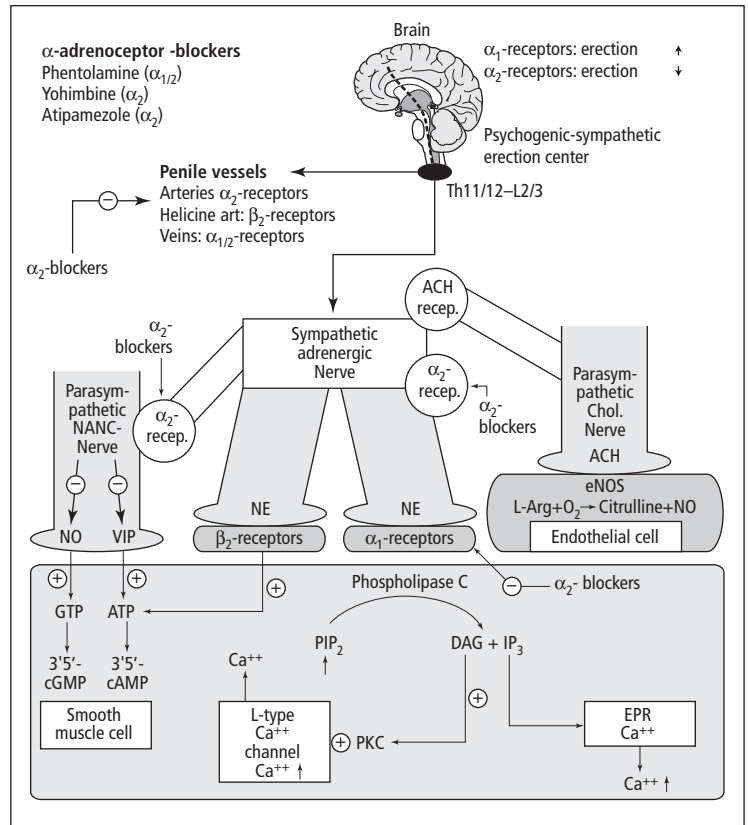 Brain
α-adrenoceptor -blockers
Phentolamine (α1/2)
Yohimbine (α2)
Atipamezole (α2)
α1-receptors: erection ↑
α2-receptors: erection ↓
Psychogenic-sympathetic
erection center
Th11/12–L2/3
Penile vessels
Arteries α2-receptors
Helicine art: β2-receptors
Veins: α1/2-receptors
−
α2-blockers
ACH
recep.
Sympathetic
adrenergic
Nerve
α2-
blockers
α2-
recep.
α2-
recep.
α2-
blockers
Parasym-
pathetic
NANC-
Nerve
− −
NO VIP
Parasym-
pathetic
Chol.
Nerve
ACH
eNOS
L-Arg+O2→ Citrulline+NO
Endothelial cell
NE
NE
β2-receptors
α1-receptors
+ +
+
− α2- blockers
Phospholipase C
GTP ATP
PIP2
DAG + IP3
3'5'-
cGMP
3'5'-
cAMP
Smooth
muscle cell
Ca++
↑
L-type
Ca++
channel
Ca++ ↑
+ PKC
+
EPR
Ca++
Ca++ ↑